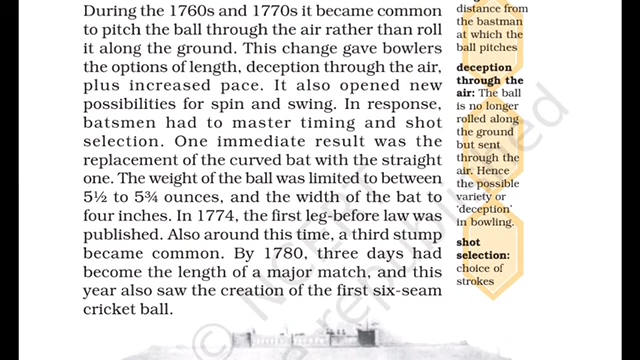 During the 1760s and 1770s it became common
to pitch the ball through the air rather than roll
it along the ground. This change gave bowlers
the options of length, deception through the air,
plus increased pace. It also opened new
possibilities for spin and swing. In response,
batsmen had to master timing and shot
selection. One immediate result was the
replacement of the curved bat with the straight
one. The weight of the ball was limited to between
5½ to 5¾ ounces, and the width of the bat to
four inches. In 1774, the first leg-before law was
published. Also around this time, a third stump
became common. By 1780, three days had
become the length of a major match, and this
year also saw the creation of the first six-seam
cricket ball.
distance from
the bastman
at which the
ball pitches
deception
through the
air: The ball
is no longer
rolled along
the ground
but sent
through the
air. Hence
the possible
variety or
‘deception’
in bowling.
shot
selection:
choice of
strokes
© NCERT
republished